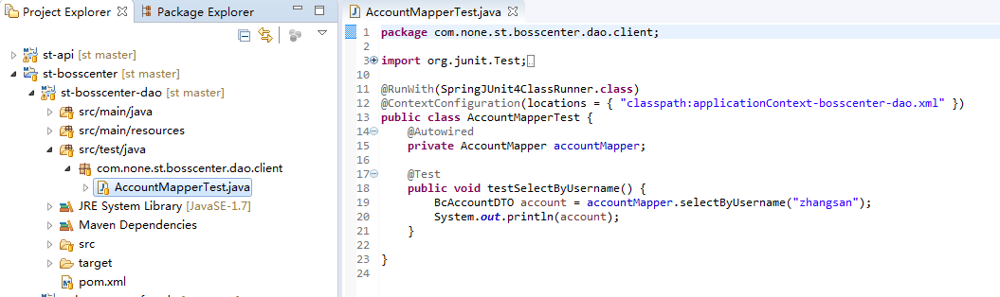 Project Explorer
Package Explorer
st-api [st master]
st-bosscenter [st master]
st-bosscenter-dao [st master]
src/main/java
src/main/resources
src/test/java
com.none.st.bosscenter.dao.client
AccountMapperTest.java
JRE System Library [JavaSE-1.7]
Maven Dependencies
src
target
pom.xml
AccountMapperTest.java
1 package com.none.st.bosscenter.dao.client;
2
3 import org.junit.Test;
10
11 @RunWith(SpringJUnit4ClassRunner.class)
12 @ContextConfiguration(locations = { "classpath:applicationContext-bosscenter-dao.xml" })
13 public class AccountMapperTest {
14 @Autowired
15 private AccountMapper accountMapper;
16
17 @Test
18 public void testSelectByUsername() {
19 BcAccountDTO account = accountMapper.selectByUsername("zhangsan");
20 System.out.println(account);
21 }
22
23 }
24